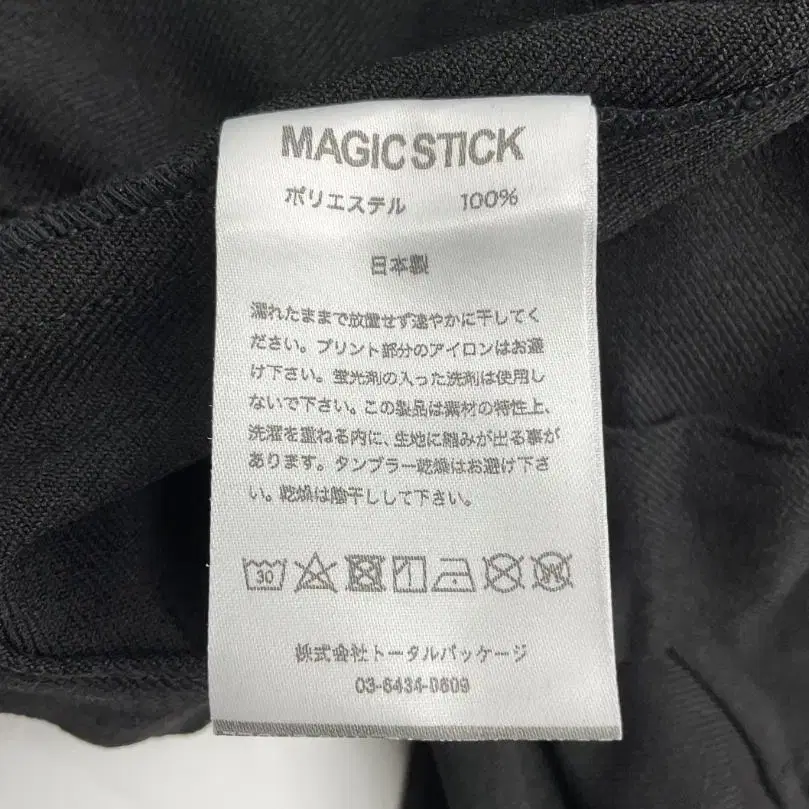 MAGIC STICK
ポリエステル 100%
日本製
濡れたままで放置せず速やかに干してく
ださい。プリント部分のアイロンはお避
け下さい。蛍光剤の入った洗剤は使用し
ないで下さい。この製品は素材の特性上、
洗濯を重ねる内に、生地に縮みが出る事が
あります。タンブラー乾燥はお避け下さ
い。乾燥は陰干しして下さい。
30
株式会社トータルパッケージ
03-6434-0609